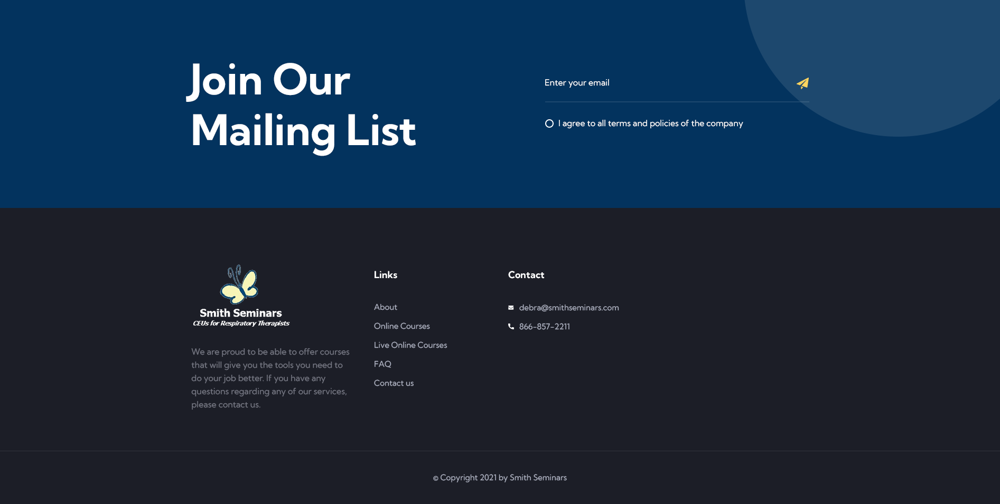 Join Our
Mailing List
Enter your email
I agree to all terms and policies of the company
Smith Seminars
CEUs for Respiratory Therapists
We are proud to be able to offer courses
that will give you the tools you need to
do your job better. If you have any
questions regarding any of our services,
please contact us.
Links
About
Online Courses
Live Online Courses
FAQ
Contact us
Contact
debra@smithseminars.com
866-857-2211
© Copyright 2021 by Smith Seminars